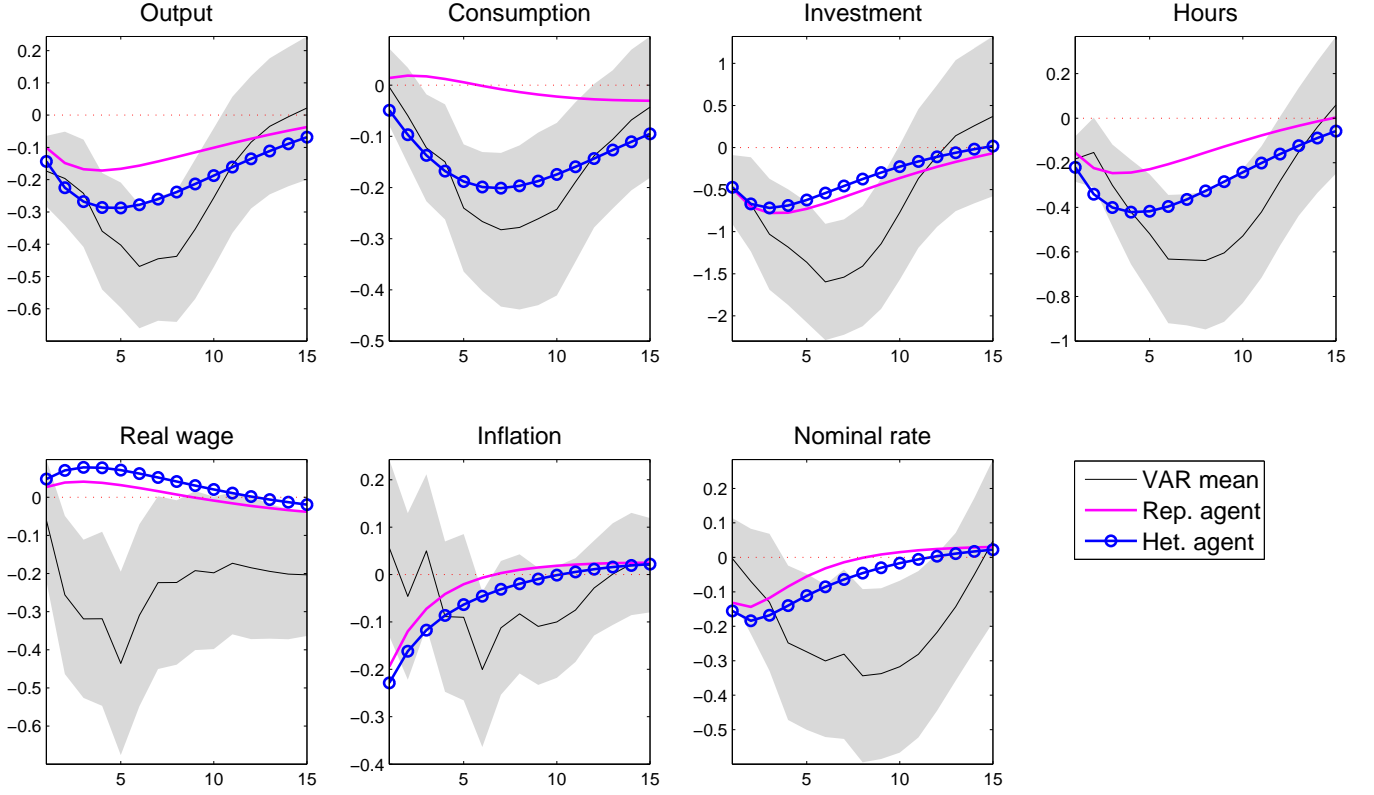 Output Consumption Investment Hours
0.2 0.1 0 −0.1 −0.2 −0.3 −0.4 −0.5 −0.6
5 10 15
0 −0.1 −0.2 −0.3 −0.4 −0.5
5 10 15
1 0.5 0 −0.5 −1 −1.5 −2
5 10 15
0.2 0 −0.2 −0.4 −0.6 −0.8 −1
5 10 15
Real wage Inflation Nominal rate
0 −0.1 −0.2 −0.3 −0.4 −0.5 −0.6
5 10 15
0.2 0.1 0 −0.1 −0.2 −0.3 −0.4
5 10 15
0.2 0.1 0 −0.1 −0.2 −0.3 −0.4 −0.5
5 10 15
VAR mean
Rep. agent
Het. agent